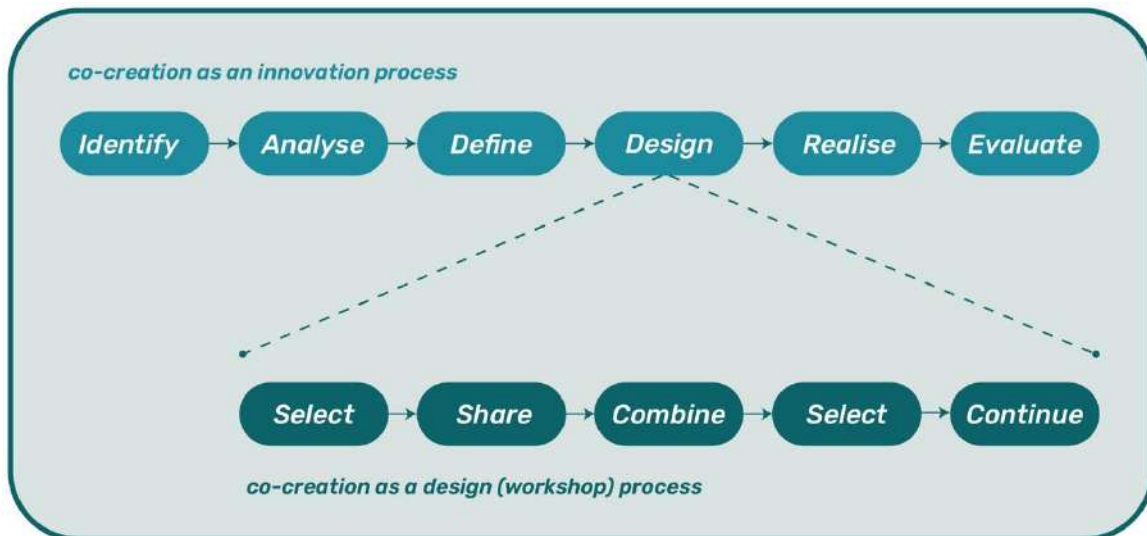 co-creation as an innovation process
Identify Analyse Define Design Realise Evaluate
Select Share Combine Select Continue
co-creation as a design (workshop) process